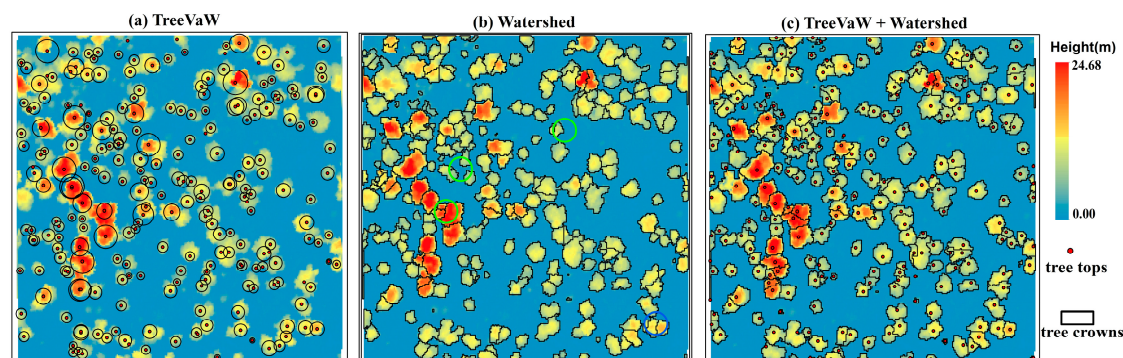 (a) TreeVaW
(b) Watershed
(c) TreeVaW + Watershed
Height(m)
24.68
0.00
tree tops
tree crowns